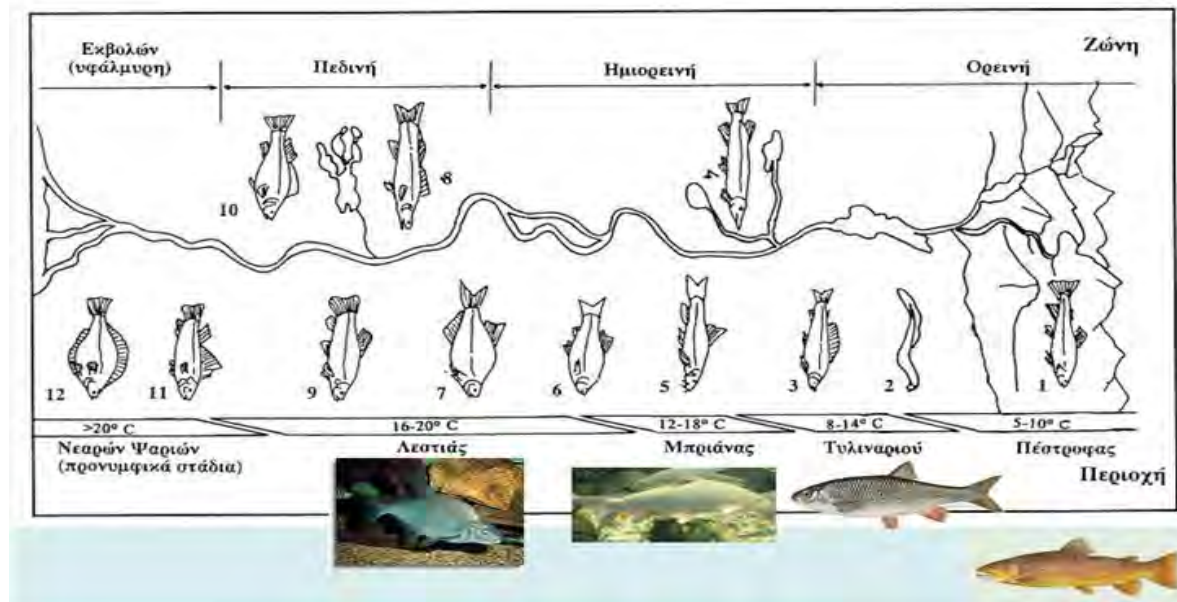 Εκβολών
(υφάλμυρη)
Πεδινή
Ημιορεινή
Ορεινή
Ζώνη
10
8
4
12
11
9
7
6
5
3
2
1
>20° C
16-20° C
12-18° C
8-14° C
5-10° C
Νεαρών Ψαριών
(προνυμφικά στάδια)
Λεστιάς
Μπριάνας
Τυλιναριού
Πέστροφας
Περιοχή